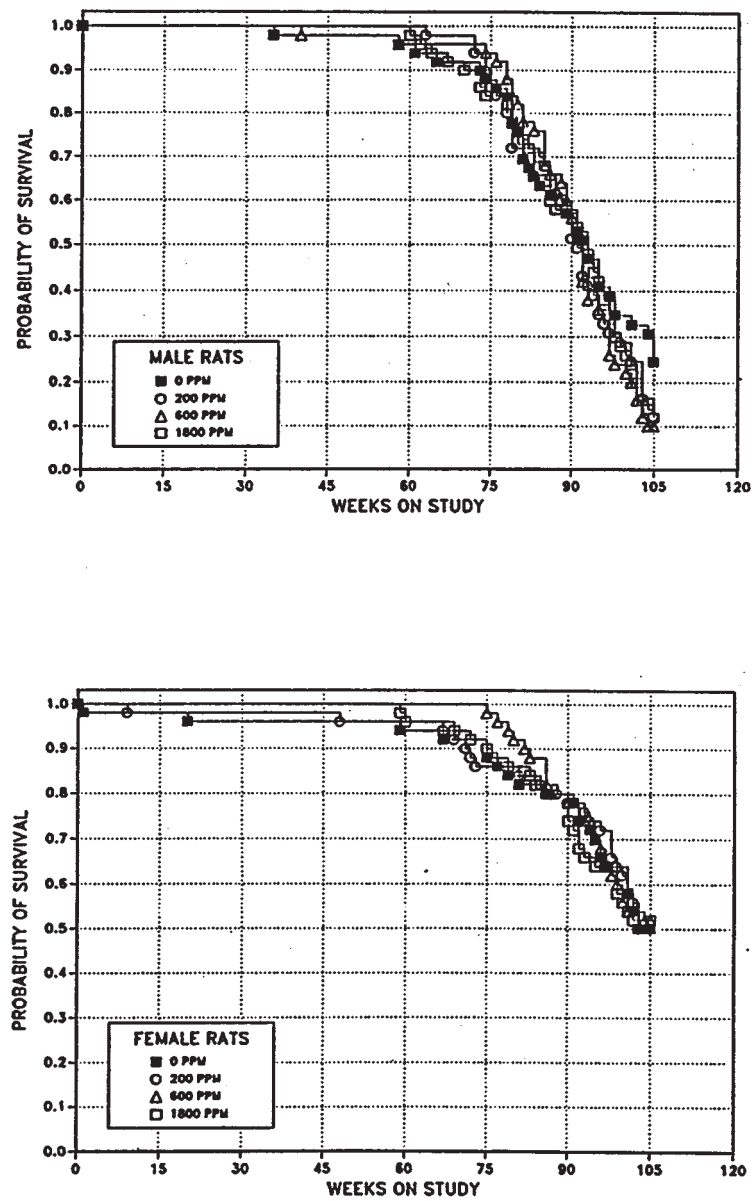 PROBABILITY OF SURVIVAL
1.0
0.9
0.8
0.7
0.6
0.5
0.4
0.3
0.2
0.1
0.0
MALE RATS
0 PPM
200 PPM
600 PPM
1800 PPM
0 15 30 45 60 75 90 105 120
WEEKS ON STUDY
PROBABILITY OF SURVIVAL
1.0
0.9
0.8
0.7
0.6
0.5
0.4
0.3
0.2
0.1
0.0
FEMALE RATS
0 PPM
200 PPM
600 PPM
1800 PPM
0 15 30 45 60 75 90 105 120
WEEKS ON STUDY